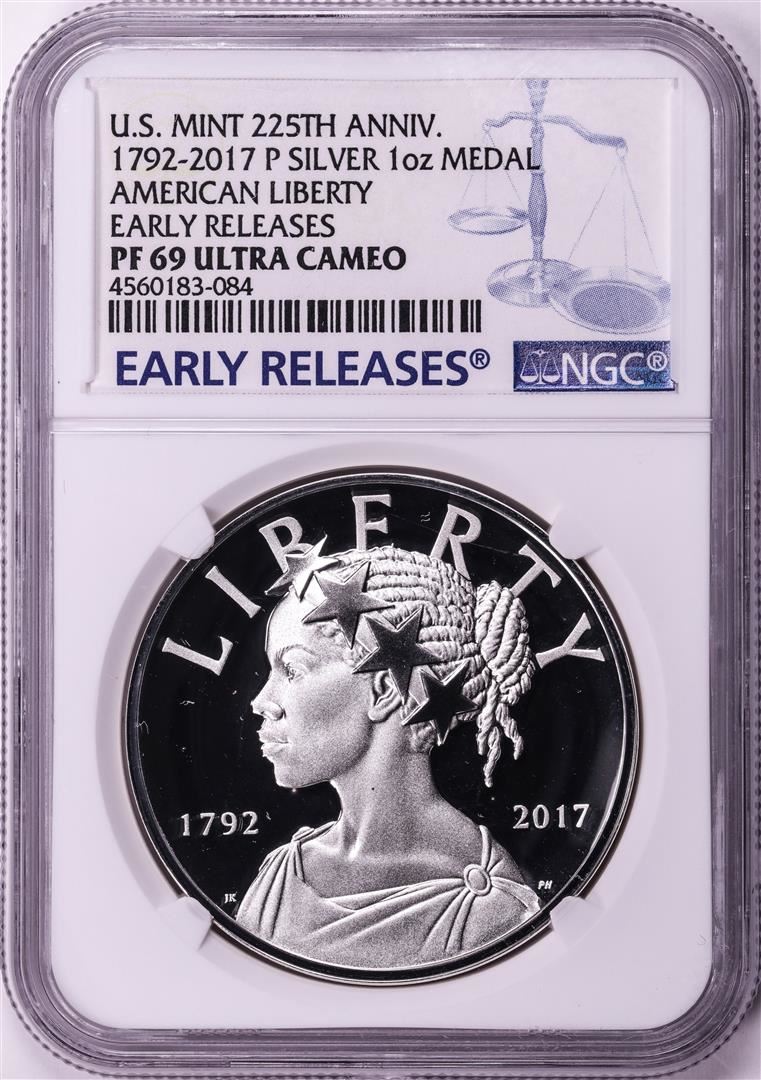 U.S. MINT 225TH ANNIV.
1792-2017 P SILVER 1oz MEDAL
AMERICAN LIBERTY
EARLY RELEASES
PF 69 ULTRA CAMEO
4560183-084
EARLY RELEASES® NGC®
LIBERTY
1792 2017
JK PH